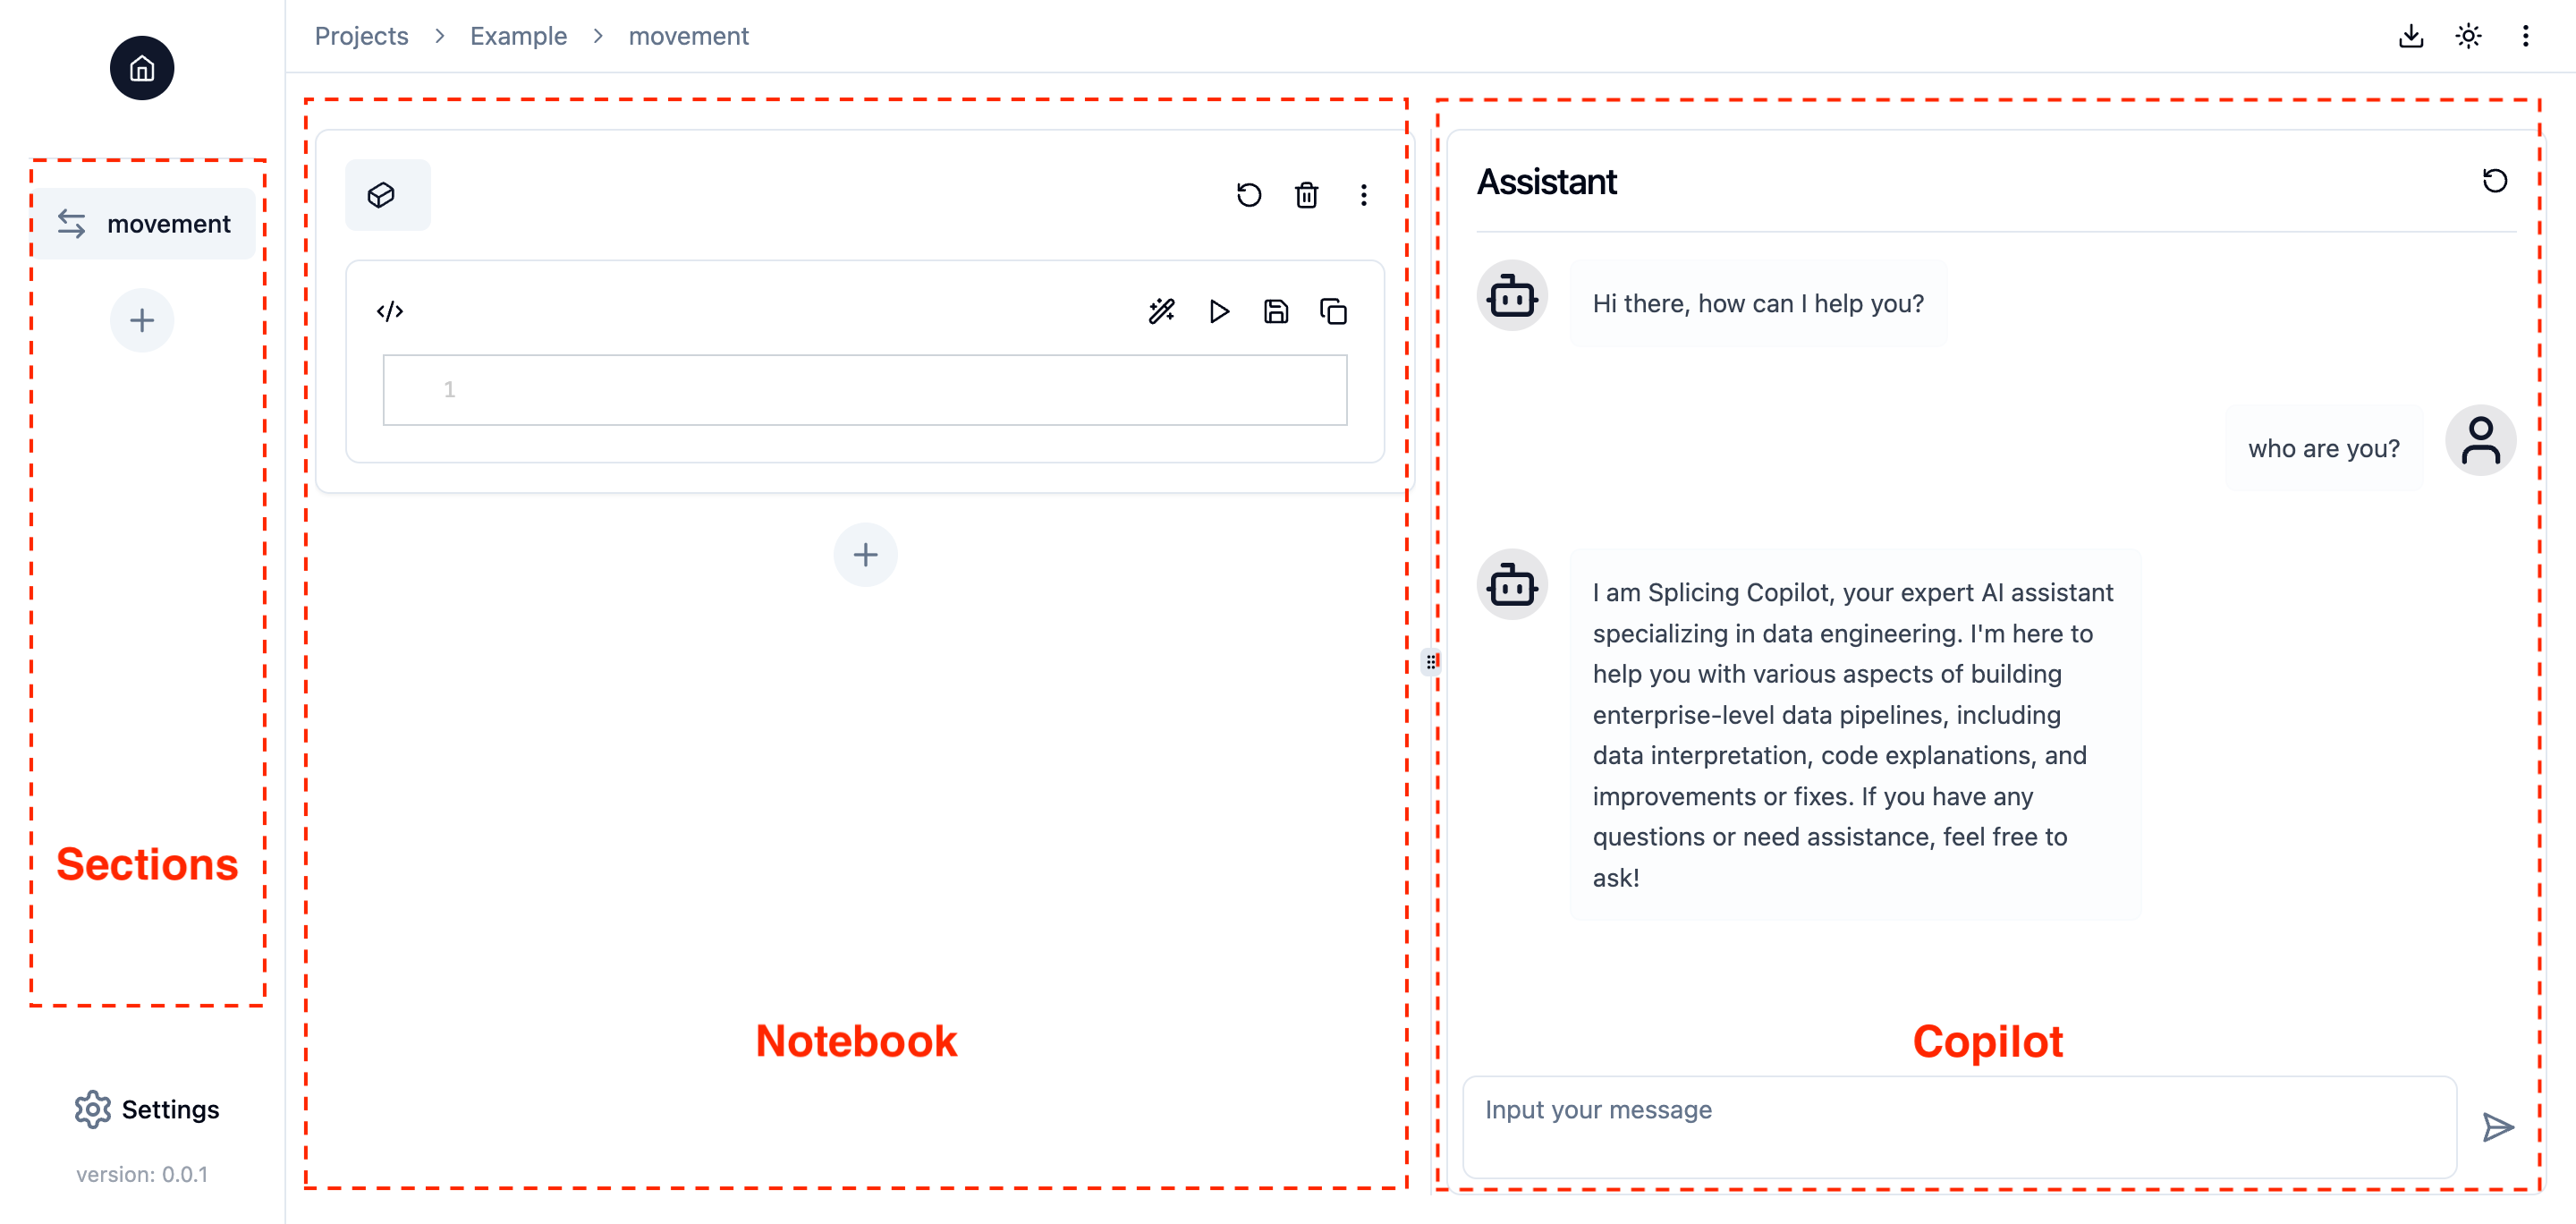 Projects > Example > movement
movement
Sections
Settings
version: 0.0.1
1
Notebook
Assistant
Hi there, how can I help you?
who are you?
I am Splicing Copilot, your expert AI assistant
specializing in data engineering. I'm here to
help you with various aspects of building
enterprise-level data pipelines, including
data interpretation, code explanations, and
improvements or fixes. If you have any
questions or need assistance, feel free to
ask!
Copilot
Input your message